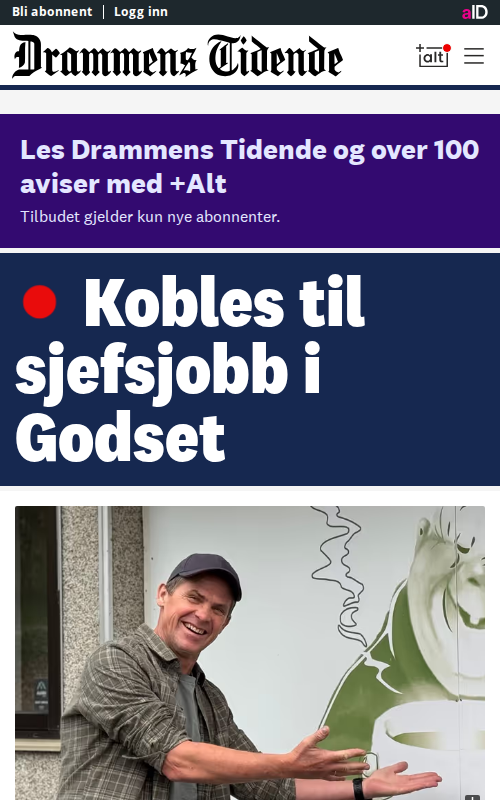 Bli abonnent | Logg inn
aID
Drammens Tidende
+alt
Les Drammens Tidende og over 100
aviser med +Alt
Tilbudet gjelder kun nye abonnenter.
Kobles til
sjefsjobb i
Godset